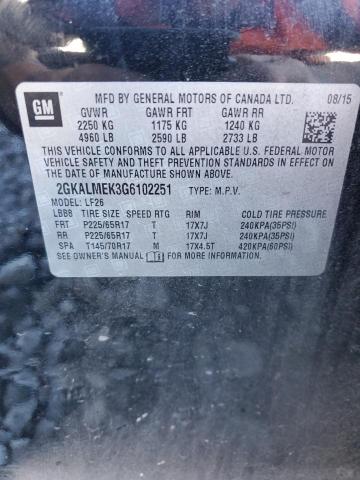 GM
MFD BY GENERAL MOTORS OF CANADA LTD. 08/15
GVWR GAWR FRT GAWR RR
2250 KG 1175 KG 1240 KG
4960 LB 2590 LB 2733 LB
THIS VEHICLE CONFORMS TO ALL APPLICABLE U.S. FEDERAL MOTOR
VEHICLE SAFETY AND THEFT PREVENTION STANDARDS IN EFFECT ON
THE DATE OF MANUFACTURE SHOWN ABOVE.
2GKALMEK3G6102251 TYPE: M.P.V.
MODEL: LF26
LBB8 TIRE SIZE SPEED RTG RIM COLD TIRE PRESSURE
FRT P225/65R17 T 17X7J 240KPA(35PSI)
RR P225/65R17 T 17X7J 240KPA(35PSI)
SPA T145/70R17 M 17X4.5T 420KPA(60PSI)
SEE OWNER'S MANUAL FOR MORE INFORMATION.